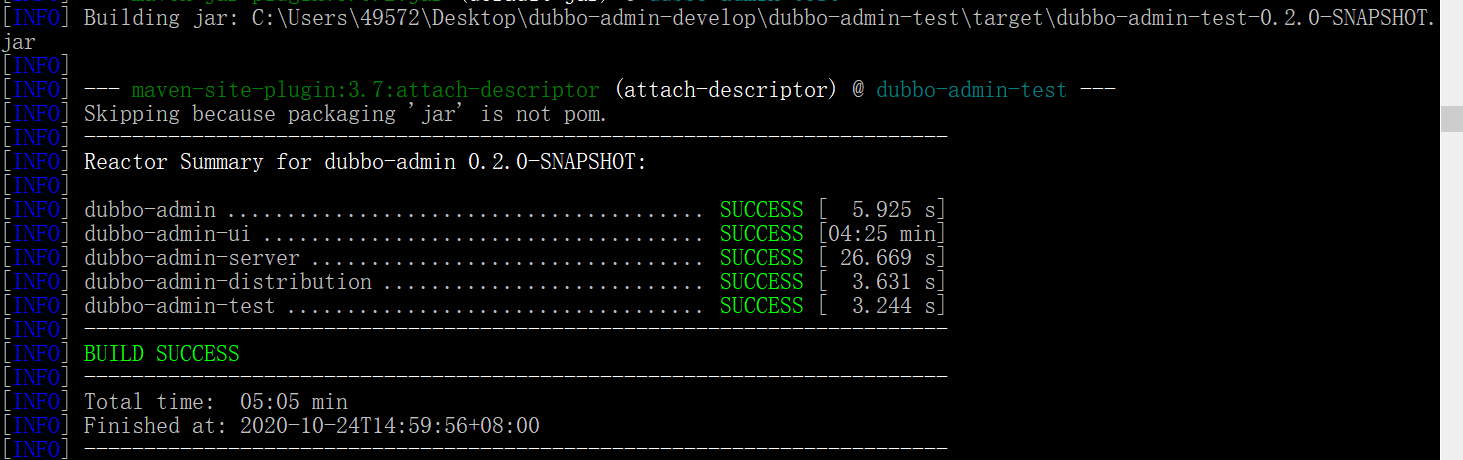 [INFO] Building jar: C:\Users\49572\Desktop\dubbo-admin-develop\dubbo-admin-test\target\dubbo-admin-test-0.2.0-SNAPSHOT.
jar
[INFO]
[INFO] --- maven-site-plugin:3.7:attach-descriptor (attach-descriptor) @ dubbo-admin-test ---
[INFO] Skipping because packaging 'jar' is not pom.
[INFO] ------------------------------------------------------------------------
[INFO] Reactor Summary for dubbo-admin 0.2.0-SNAPSHOT:
[INFO]
[INFO] dubbo-admin ........................................ SUCCESS [  5.925 s]
[INFO] dubbo-admin-ui ..................................... SUCCESS [04:25 min]
[INFO] dubbo-admin-server ................................. SUCCESS [ 26.669 s]
[INFO] dubbo-admin-distribution ........................... SUCCESS [  3.631 s]
[INFO] dubbo-admin-test ................................... SUCCESS [  3.244 s]
[INFO] ------------------------------------------------------------------------
[INFO] BUILD SUCCESS
[INFO] ------------------------------------------------------------------------
[INFO] Total time:  05:05 min
[INFO] Finished at: 2020-10-24T14:59:56+08:00
[INFO] ------------------------------------------------------------------------